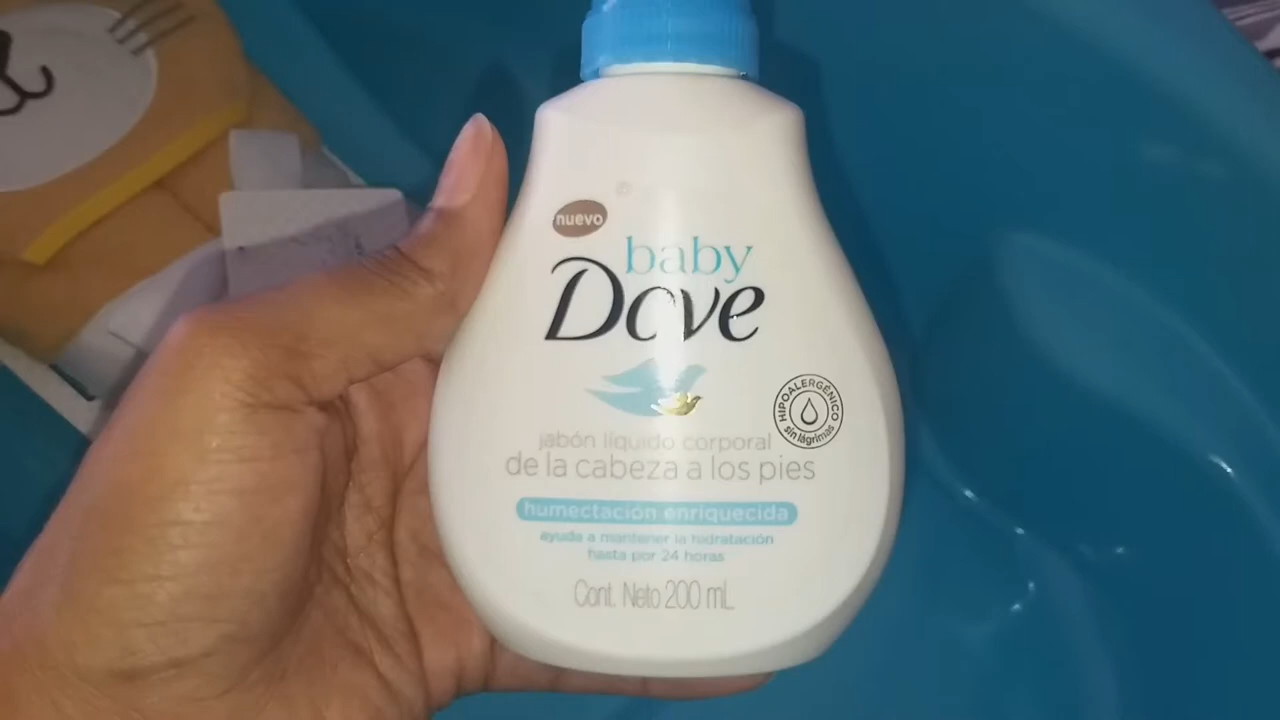 nuevo
baby
Dove
HIPOALERGÉNICO
sin lágrimas
jabón líquido corporal
de la cabeza a los pies
humectación enriquecida
ayuda a mantener la hidratación
hasta por 24 horas
Cont. Neto 200 mL